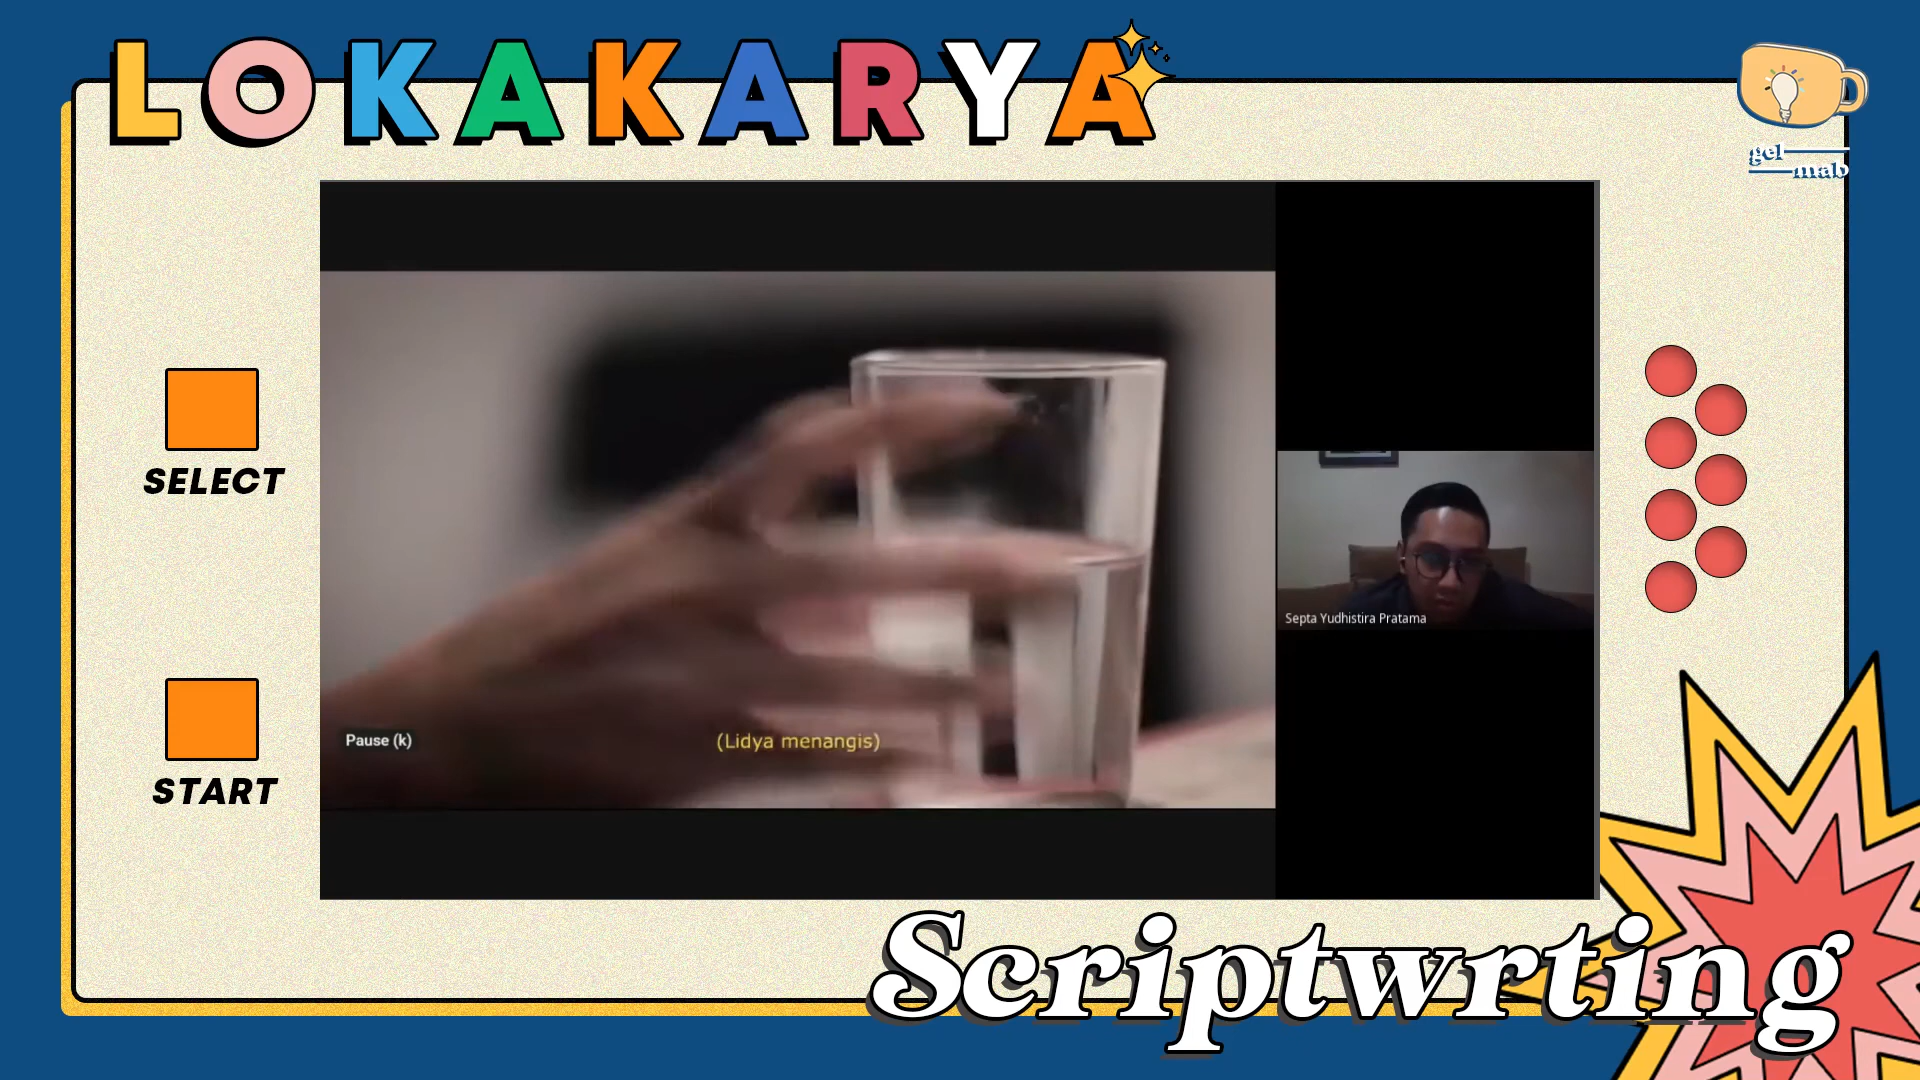 LOKAKARYA
gel
mab
SELECT
Septa Yudhistira Pratama
Pause (k)
(Lidya menangis)
START
Scriptwrting